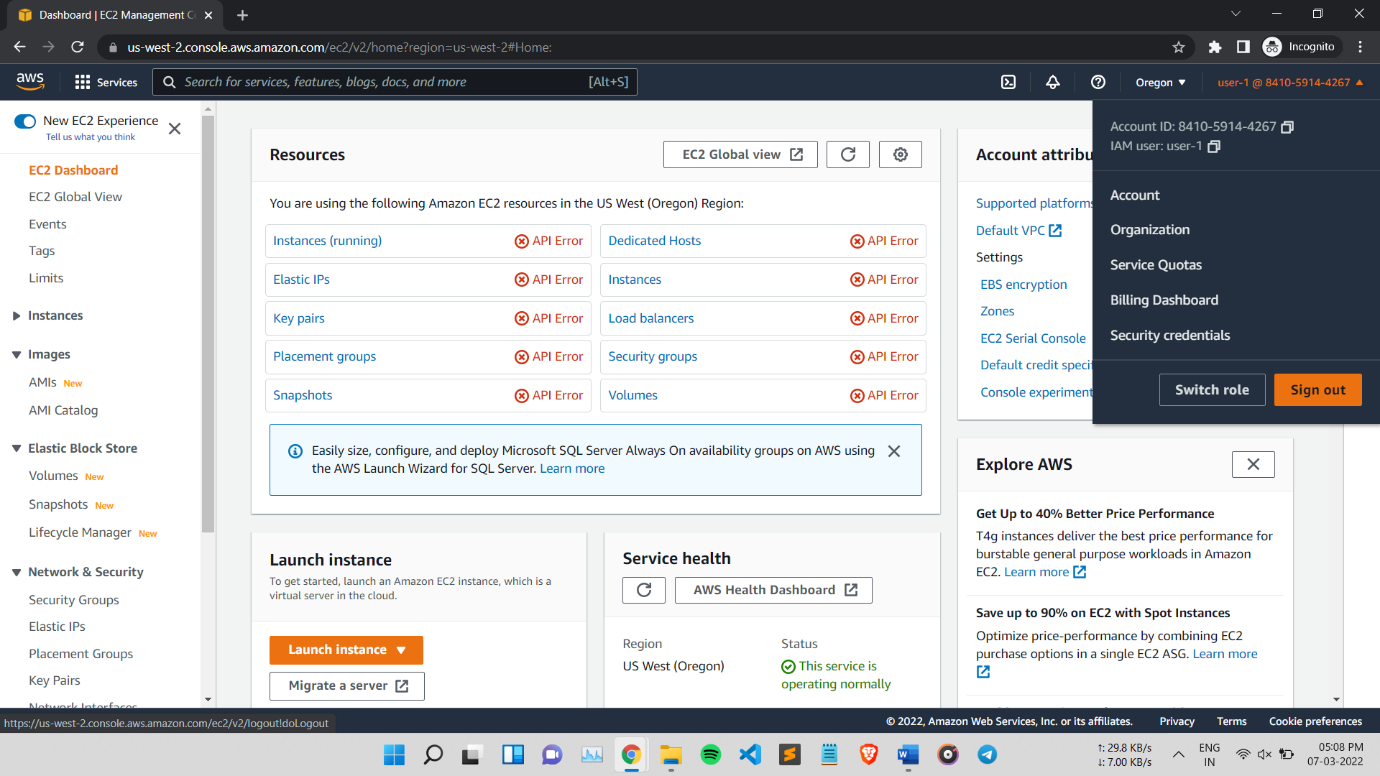 Dashboard | EC2 Management C
us-west-2.console.aws.amazon.com/ec2/v2/home?region=us-west-2#Home:
Incognito
aws
Services
Search for services, features, blogs, docs, and more
[Alt+S]
Oregon
user-1 @ 8410-5914-4267
New EC2 Experience
Tell us what you think
EC2 Dashboard
EC2 Global View
Events
Tags
Limits
Instances
Images
AMIs New
AMI Catalog
Elastic Block Store
Volumes New
Snapshots New
Lifecycle Manager New
Network & Security
Security Groups
Elastic IPs
Placement Groups
Key Pairs
Network Interfaces
Resources
EC2 Global view
You are using the following Amazon EC2 resources in the US West (Oregon) Region:
Instances (running) API Error
Dedicated Hosts API Error
Elastic IPs API Error
Instances API Error
Key pairs API Error
Load balancers API Error
Placement groups API Error
Security groups API Error
Snapshots API Error
Volumes API Error
Easily size, configure, and deploy Microsoft SQL Server Always On availability groups on AWS using
the AWS Launch Wizard for SQL Server. Learn more
Launch instance
To get started, launch an Amazon EC2 instance, which is a
virtual server in the cloud.
Launch instance
Migrate a server
Service health
AWS Health Dashboard
Region
US West (Oregon)
Status
This service is
operating normally
Account attribu
Supported platforms
Default VPC
Settings
EBS encryption
Zones
EC2 Serial Console
Default credit specif
Console experiment
Account ID: 8410-5914-4267
IAM user: user-1
Account
Organization
Service Quotas
Billing Dashboard
Security credentials
Switch role
Sign out
Explore AWS
Get Up to 40% Better Price Performance
T4g instances deliver the best price performance for
burstable general purpose workloads in Amazon
EC2. Learn more
Save up to 90% on EC2 with Spot Instances
Optimize price-performance by combining EC2
purchase options in a single EC2 ASG. Learn more
https://us-west-2.console.aws.amazon.com/ec2/v2/logout!doLogout
© 2022, Amazon Web Services, Inc. or its affiliates.
Privacy
Terms
Cookie preferences
↑: 29.8 KB/s
↓: 7.00 KB/s
ENG
IN
05:08 PM
07-03-2022